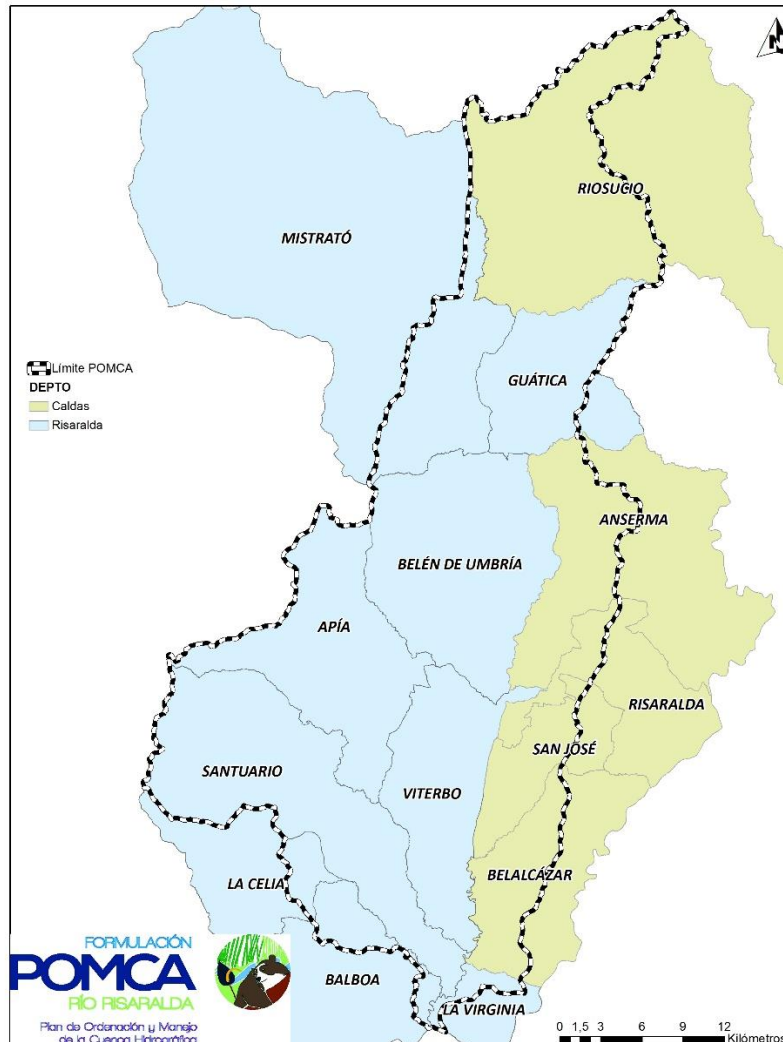 N
RIOSUCIO
MISTRATÓ
Límite POMCA
DEPTO
Caldas
Risaralda
GUÁTICA
ANSERMA
BELÉN DE UMBRÍA
APÍA
RISARALDA
SAN JOSÉ
SANTUARIO
VITERBO
LA CELIA
BELALCÁZAR
FORMULACIÓN
POMCA
RÍO RISARALDA
Plan de Ordenación y Manejo
de la Cuenca Hidrográfica
BALBOA
LA VIRGINIA
0 1,5 3 6 9 12
Kilómetros